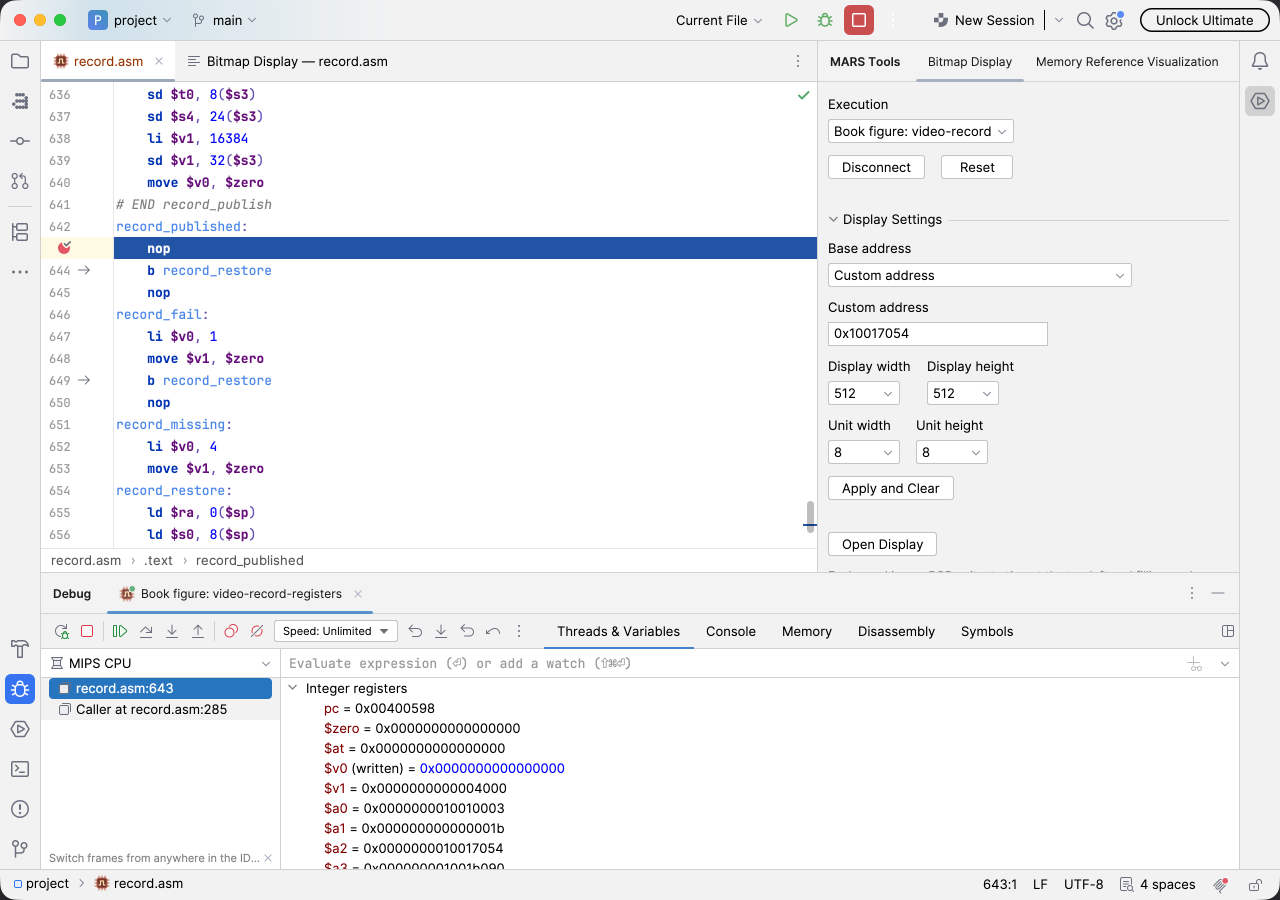 P project main Current File New Session Unlock Ultimate
record.asm Bitmap Display — record.asm
636 sd $t0, 8($s3)
637 sd $s4, 24($s3)
638 li $v1, 16384
639 sd $v1, 32($s3)
640 move $v0, $zero
641 # END record_publish
642 record_published:
nop
644 b record_restore
645 nop
646 record_fail:
647 li $v0, 1
648 move $v1, $zero
649 b record_restore
650 nop
651 record_missing:
652 li $v0, 4
653 move $v1, $zero
654 record_restore:
655 ld $ra, 0($sp)
656 ld $s0, 8($sp)
record.asm › .text › record_published
MARS Tools Bitmap Display Memory Reference Visualization
Execution
Book figure: video-record
Disconnect Reset
Display Settings
Base address
Custom address
Custom address
0x10017054
Display width Display height
512 512
Unit width Unit height
8 8
Apply and Clear
Open Display
Debug Book figure: video-record-registers
Speed: Unlimited Threads & Variables Console Memory Disassembly Symbols
MIPS CPU
record.asm:643
Caller at record.asm:285
Switch frames from anywhere in the ID...
Evaluate expression (⏎) or add a watch (⇧⌘⏎)
Integer registers
pc = 0x00400598
$zero = 0x0000000000000000
$at = 0x0000000000000000
$v0 (written) = 0x0000000000000000
$v1 = 0x0000000000004000
$a0 = 0x0000000010010003
$a1 = 0x000000000000001b
$a2 = 0x0000000010017054
$a3 = 0x000000001001b090
project › record.asm 643:1 LF UTF-8 4 spaces